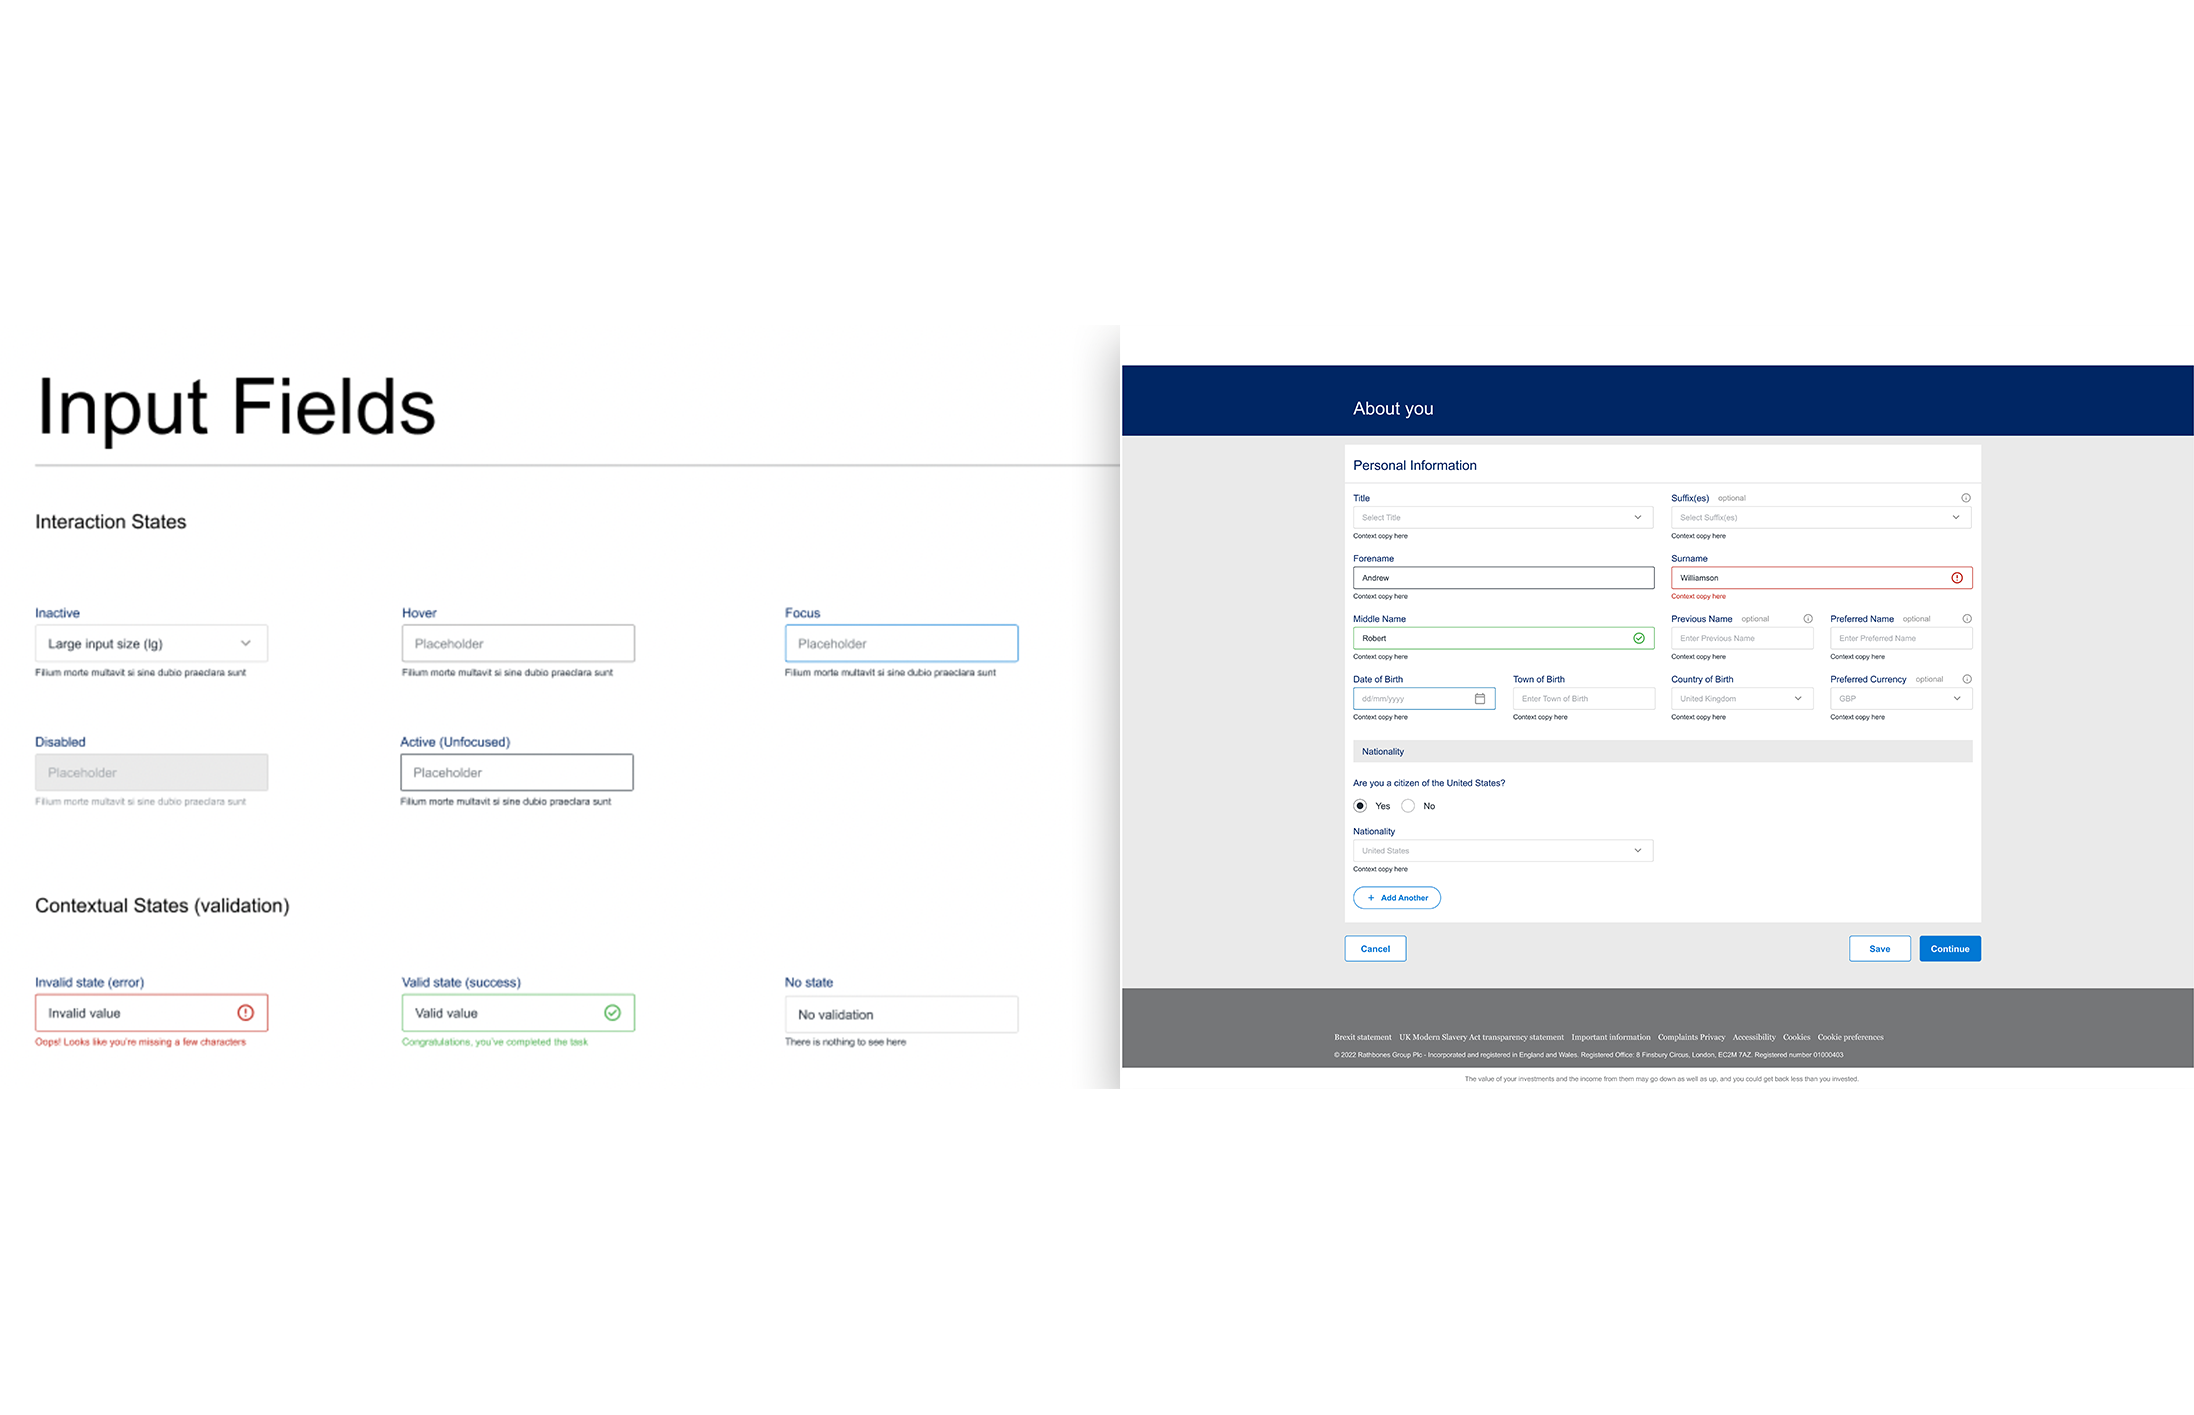 Input Fields
Interaction States
Inactive
Large input size (lg)
Filium morte multavit si sine dubio praeclara sunt
Hover
Placeholder
Filium morte multavit si sine dubio praeclara sunt
Focus
Placeholder
Filium morte multavit si sine dubio praeclara sunt
Disabled
Placeholder
Filium morte multavit si sine dubio praeclara sunt
Active (Unfocused)
Placeholder
Filium morte multavit si sine dubio praeclara sunt
Contextual States (validation)
Invalid state (error)
Invalid value
Oops! Looks like you're missing a few characters
Valid state (success)
Valid value
Congratulations, you've completed the task
No state
No validation
There is nothing to see here
About you
Personal Information
Title
Select Title
Context copy here
Suffix(es) optional
Select Suffix(es)
Context copy here
Forename
Andrew
Context copy here
Surname
Williamson
Context copy here
Middle Name
Robert
Context copy here
Previous Name optional
Enter Previous Name
Context copy here
Preferred Name optional
Enter Preferred Name
Context copy here
Date of Birth
dd/mm/yyyy
Context copy here
Town of Birth
Enter Town of Birth
Context copy here
Country of Birth
United Kingdom
Context copy here
Preferred Currency optional
GBP
Context copy here
Nationality
Are you a citizen of the United States?
Yes No
Nationality
United States
Context copy here
+ Add Another
Cancel
Save
Continue
Brexit statement UK Modern Slavery Act transparency statement Important information Complaints Privacy Accessibility Cookies Cookie preferences
© 2022 Rathbones Group Plc - Incorporated and registered in England and Wales. Registered Office: 8 Finsbury Circus, London, EC2M 7AZ. Registered number 01000403
The value of your investments and the income from them may go down as well as up, and you could get back less than you invested.